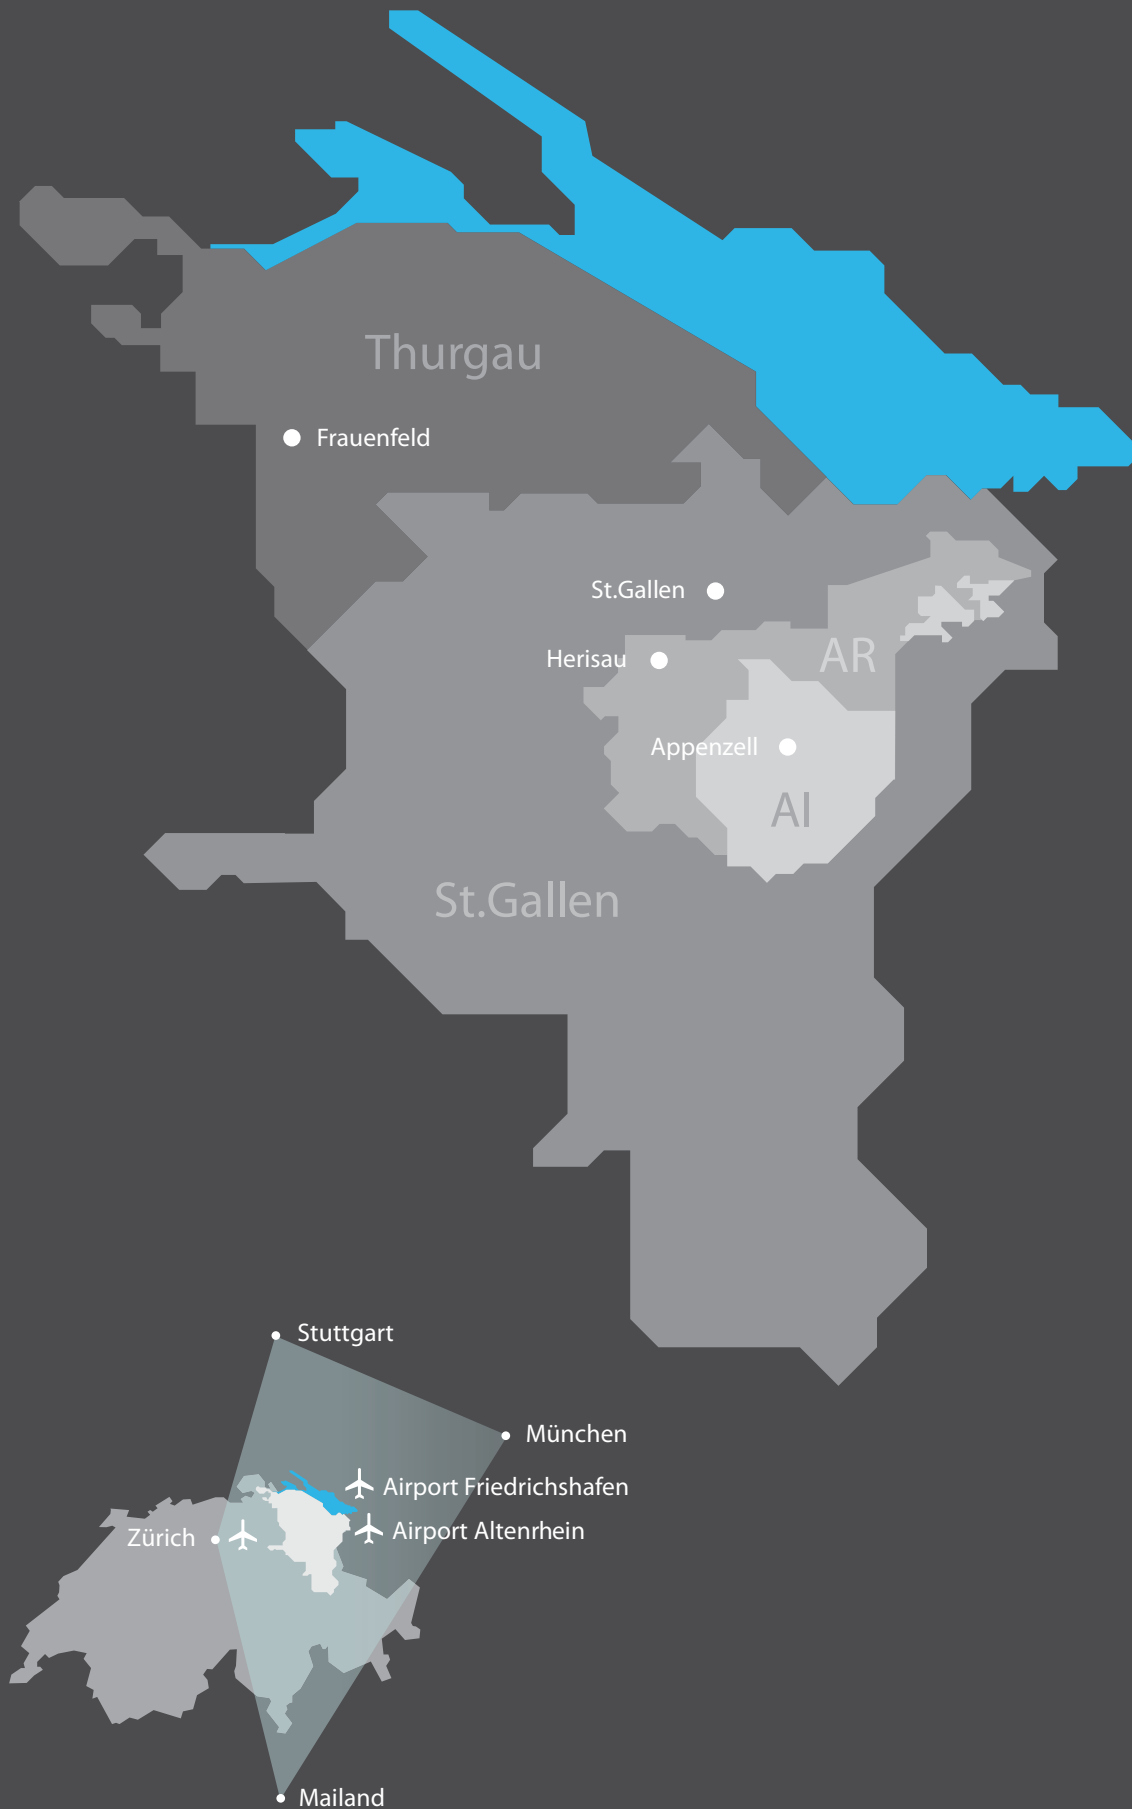 Thurgau
Frauenfeld
St.Gallen
Herisau
AR
Appenzell
AI
St.Gallen
Stuttgart
München
Airport Friedrichshafen
Airport Altenrhein
Zürich
Mailand